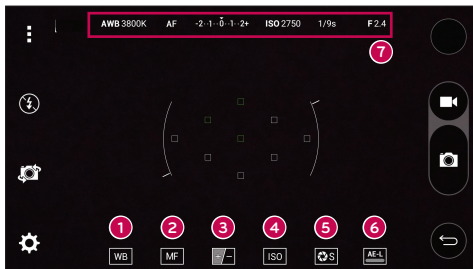 AWB 3800K AF -2··1··0··1··2+ ISO 2750 1/9s F 2.4
7
1 2 3 4 5 6
WB MF +/− ISO S AE-L